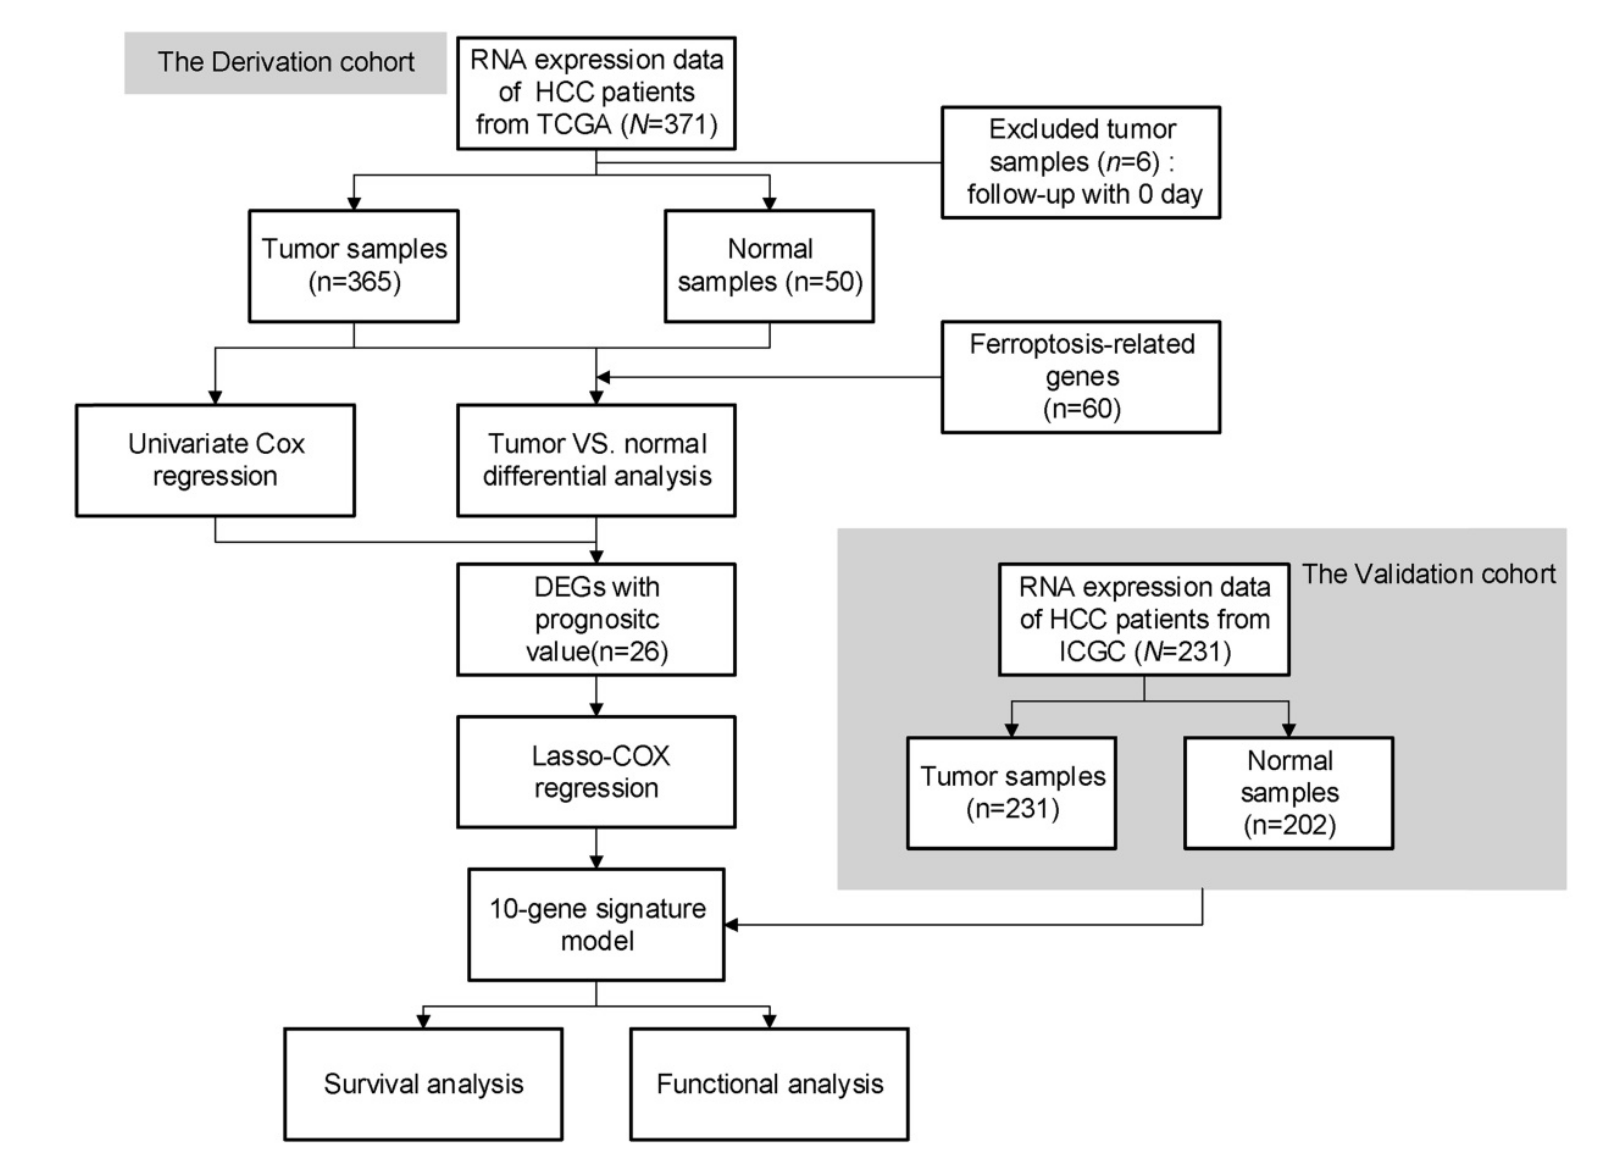 The Derivation cohort
RNA expression data
of HCC patients
from TCGA (N=371)
Excluded tumor
samples (n=6) :
follow-up with 0 day
Tumor samples
(n=365)
Normal
samples (n=50)
Ferroptosis-related
genes
(n=60)
Univariate Cox
regression
Tumor VS. normal
differential analysis
DEGs with
prognositc
value(n=26)
The Validation cohort
RNA expression data
of HCC patients from
ICGC (N=231)
Lasso-COX
regression
Tumor samples
(n=231)
Normal
samples
(n=202)
10-gene signature
model
Survival analysis
Functional analysis